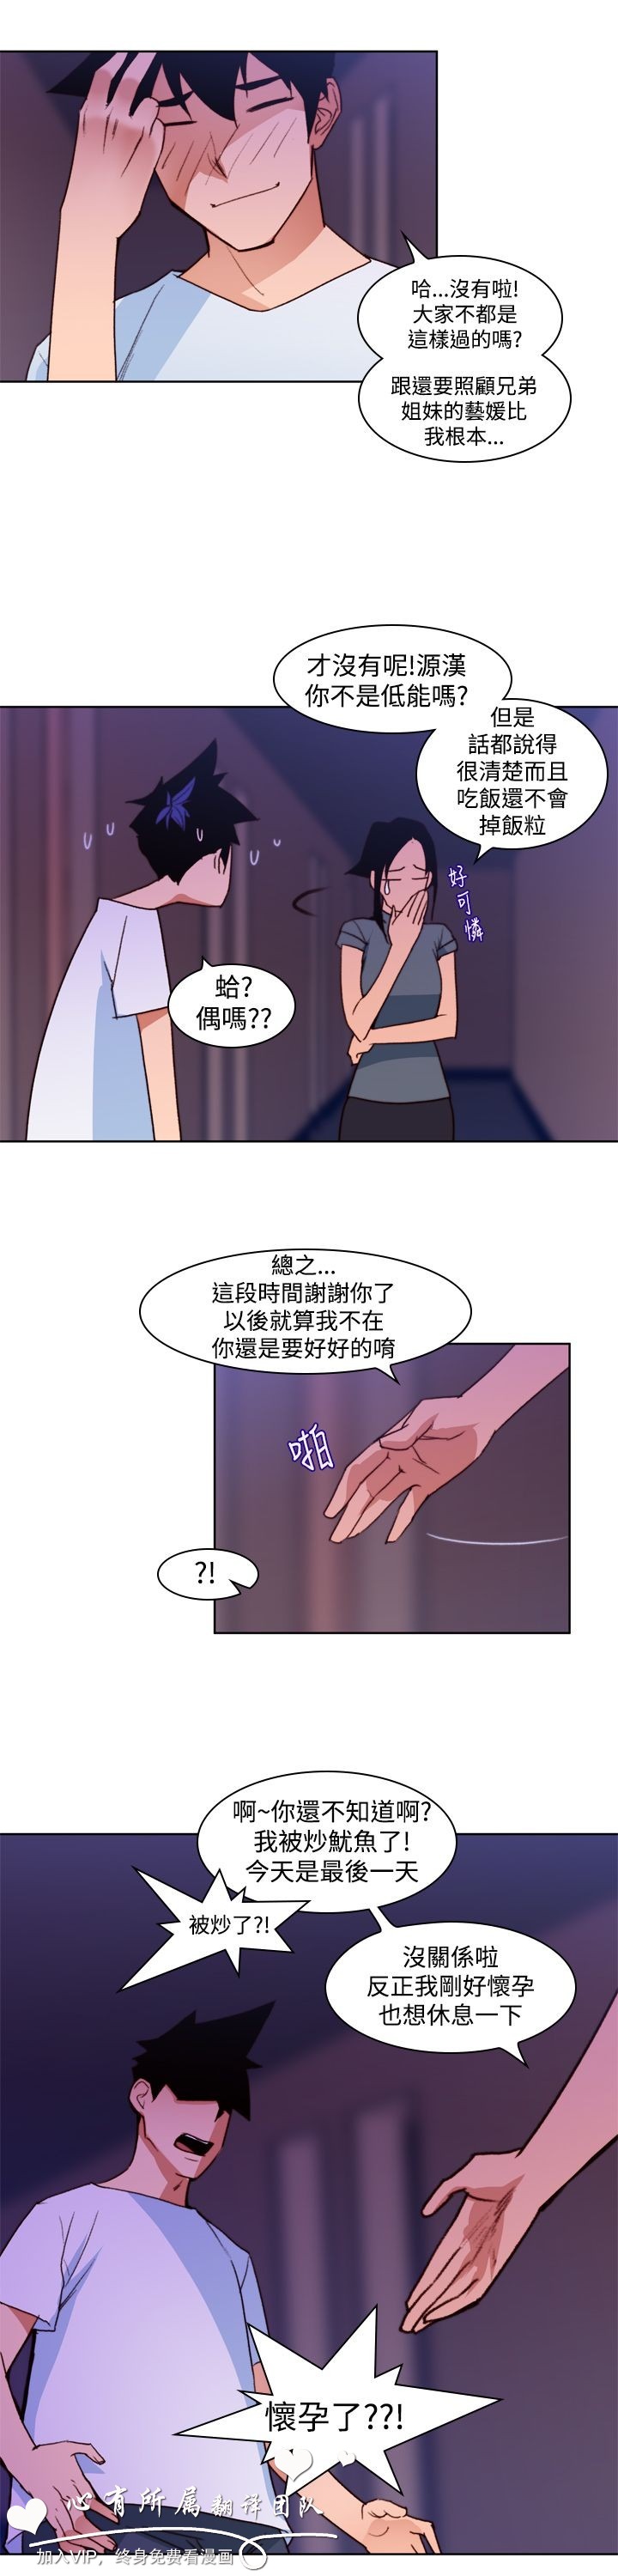 哈...沒有啦!
大家不都是
這樣過的嗎?
跟還要照顧兄弟
姐妹的藝媛比
我根本...
才沒有呢!源漢
你不是低能嗎?
但是
話都說得
很清楚而且
吃飯還不會
掉飯粒
好可憐
蛤?
偶嗎??
總之...
這段時間謝謝你了
以後就算我不在
你還是要好好的唷
啪
?!
啊~你還不知道啊?
我被炒魷魚了!
今天是最後一天
被炒了?!
沒關係啦
反正我剛好懷孕
也想休息一下
懷孕了??!
心有所属翻译团队
加入VIP，终身免费看漫画